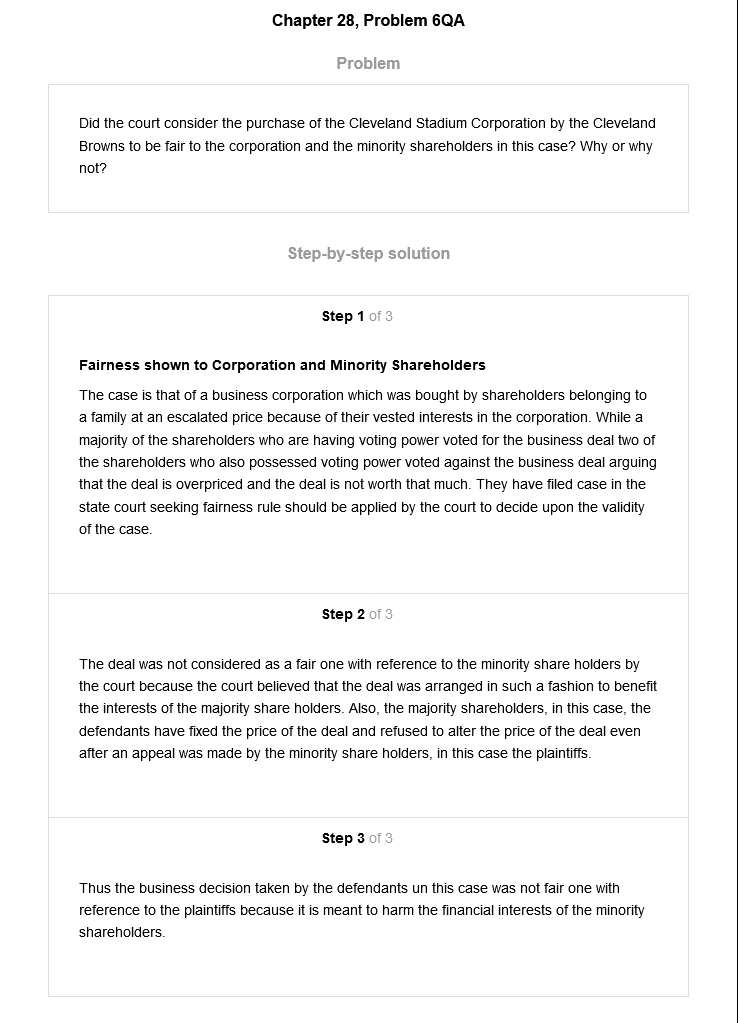 Chapter 28, Problem 6QA
Problem
Did the court consider the purchase of the Cleveland Stadium Corporation by the Cleveland
Browns to be fair to the corporation and the minority shareholders in this case? Why or why
not?
Step-by-step solution
Step 1 of 3
Fairness shown to Corporation and Minority Shareholders
The case is that of a business corporation which was bought by shareholders belonging to
a family at an escalated price because of their vested interests in the corporation. While a
majority of the shareholders who are having voting power voted for the business deal two of
the shareholders who also possessed voting power voted against the business deal arguing
that the deal is overpriced and the deal is not worth that much. They have filed case in the
state court seeking fairness rule should be applied by the court to decide upon the validity
of the case.
Step 2 of 3
The deal was not considered as a fair one with reference to the minority share holders by
the court because the court believed that the deal was arranged in such a fashion to benefit
the interests of the majority share holders. Also, the majority shareholders, in this case, the
defendants have fixed the price of the deal and refused to alter the price of the deal even
after an appeal was made by the minority share holders, in this case the plaintiffs.
Step 3 of 3
Thus the business decision taken by the defendants un this case was not fair one with
reference to the plaintiffs because it is meant to harm the financial interests of the minority
shareholders.